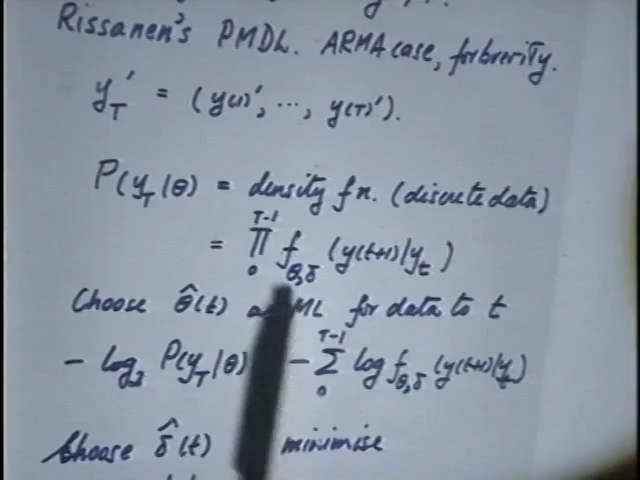 Rissanen's PMDL. ARMA case, for brevity.
y_T' = (y(1)', ..., y(T)').
P(y_T|θ) = density fn. (discrete data)
= ∏_0^{T-1} f_{θ,δ} (y(t+1)|y_t)
Choose θ̂(t) as ML for data to t
- log_2 P(y_T|θ) - Σ_0^{T-1} log f_{θ,δ} (y(t+1)|y_t)
Choose δ̂(t) minimise